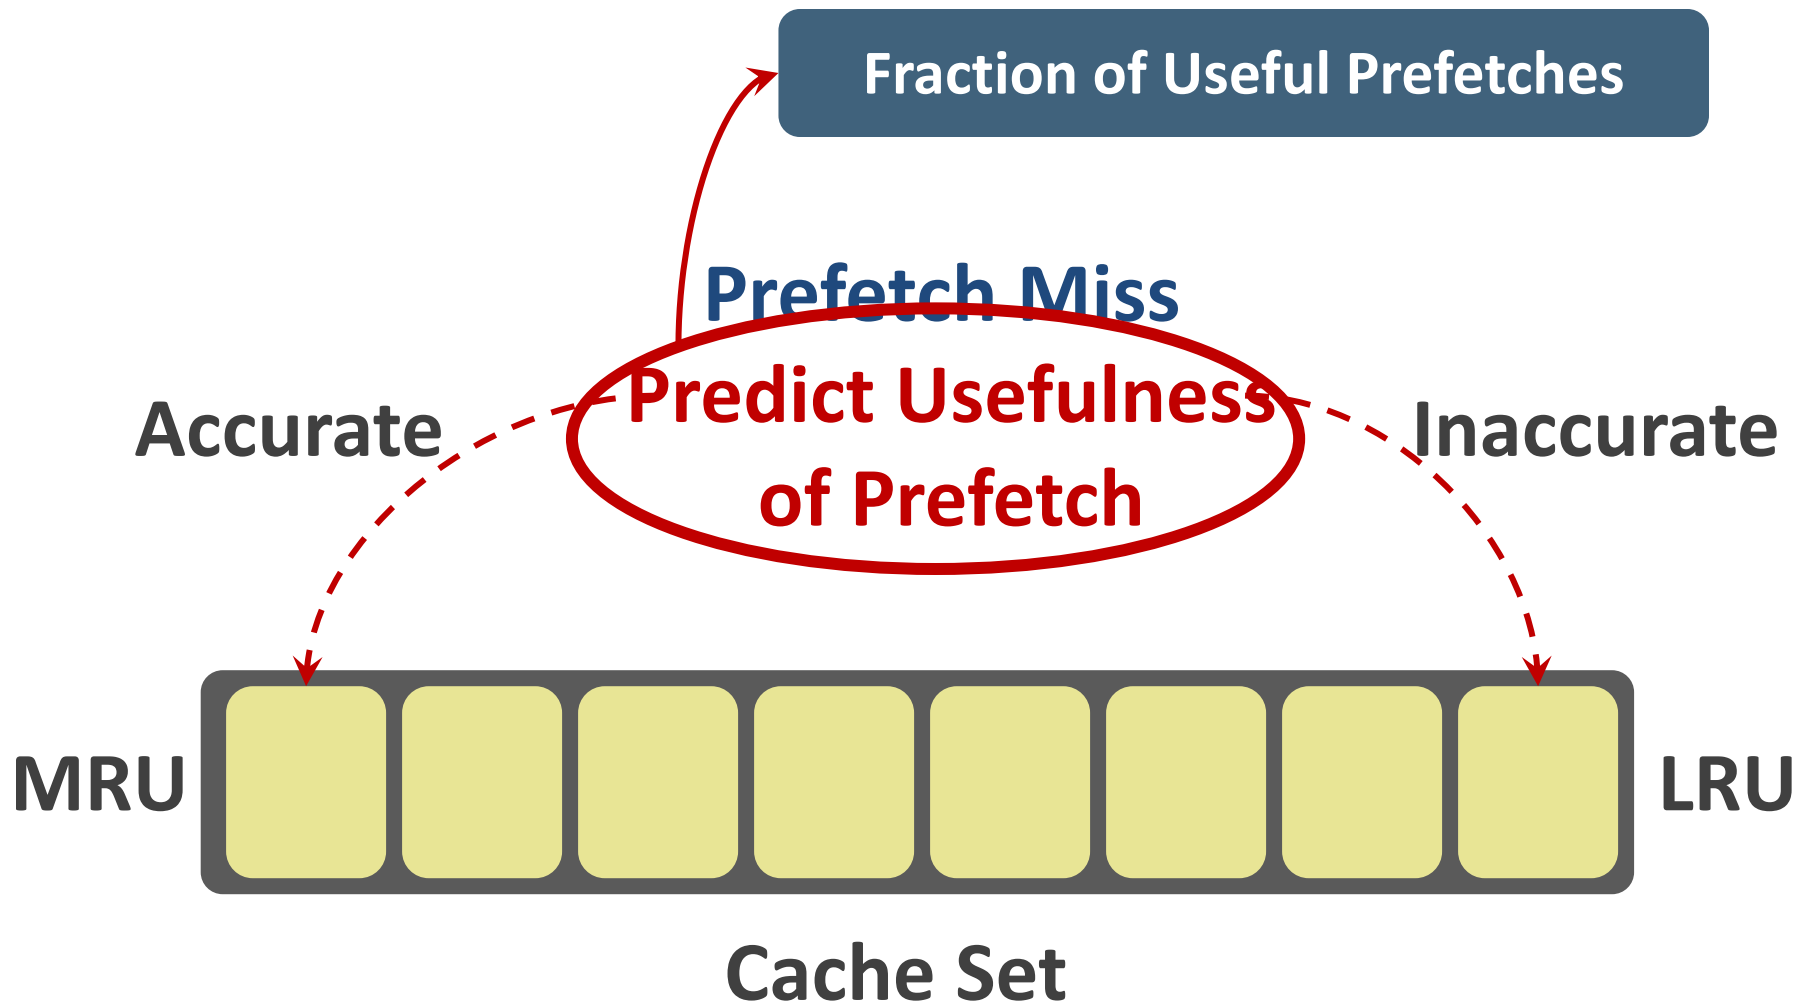 Fraction of Useful Prefetches
Prefetch Miss
Predict Usefulness
of Prefetch
Accurate
Inaccurate
MRU
LRU
Cache Set